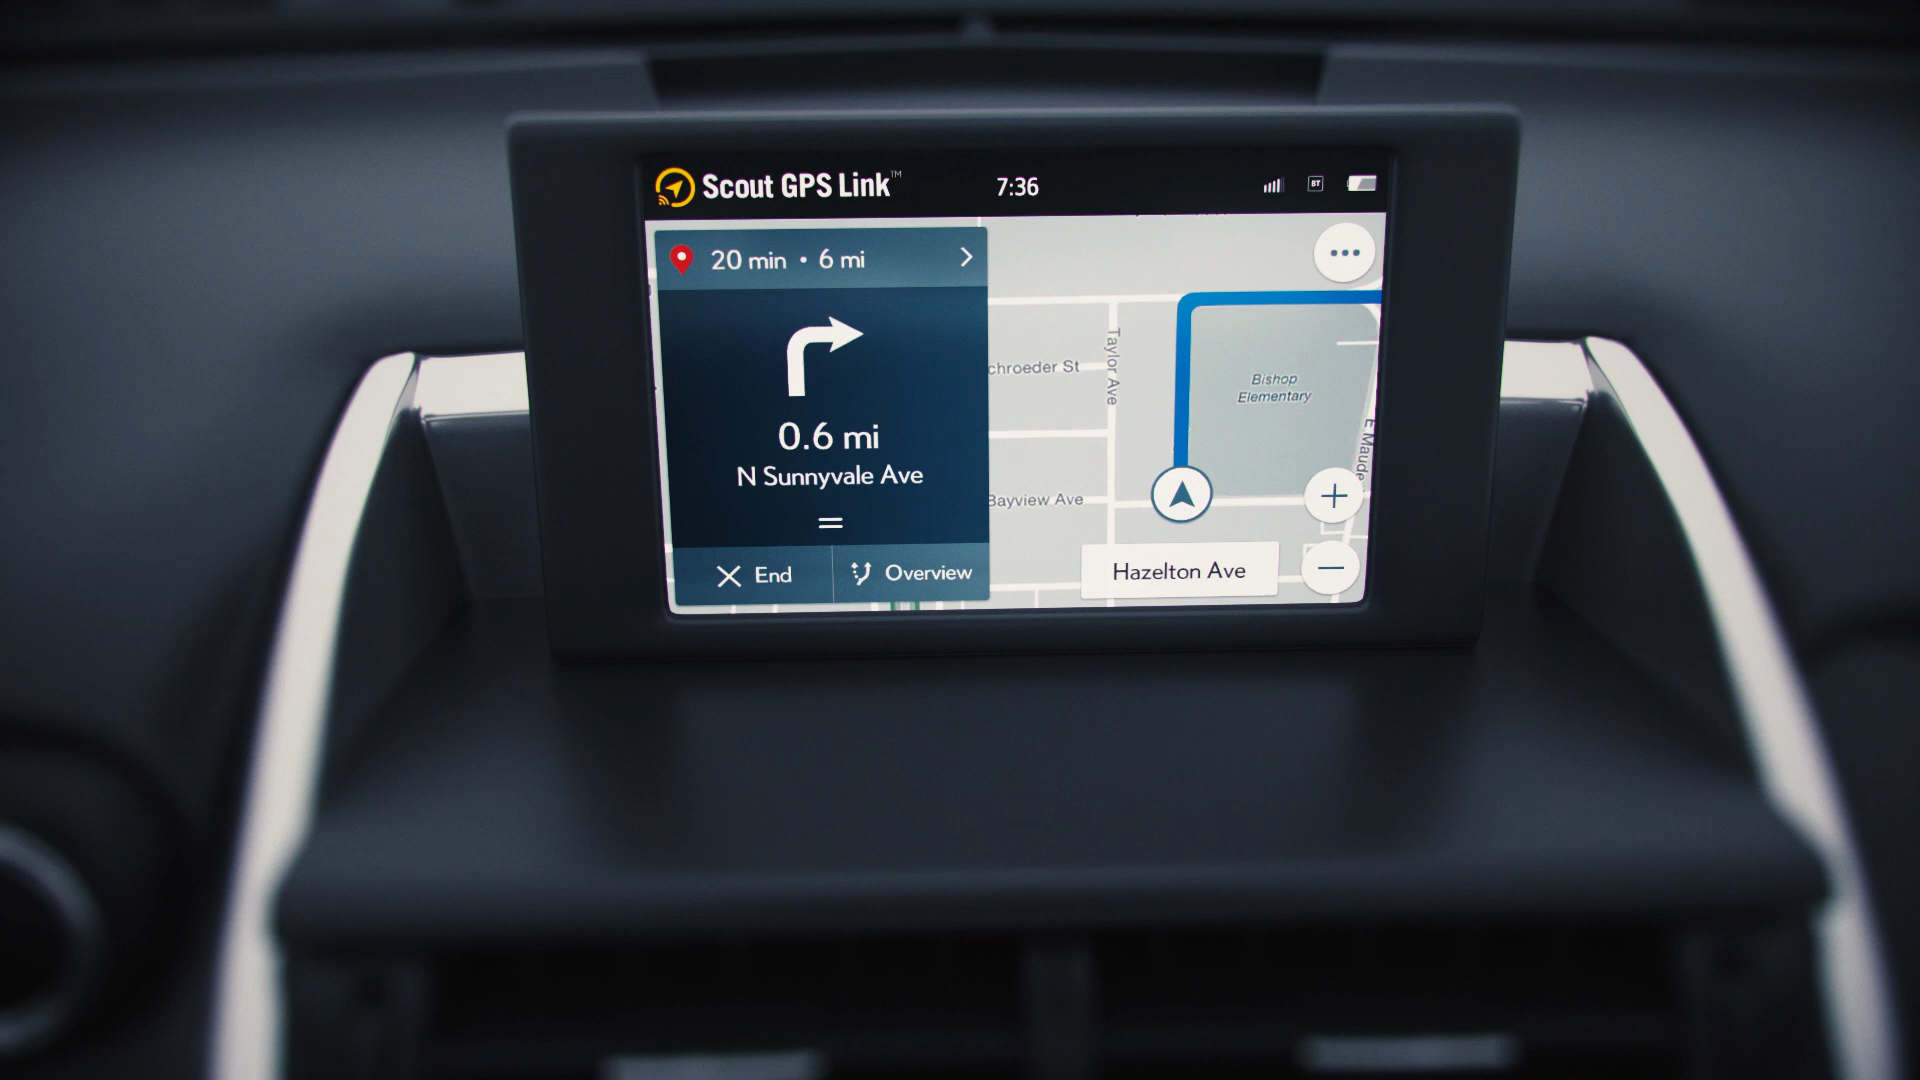 Scout GPS Link™
7:36
BT
20 min • 6 mi
0.6 mi
N Sunnyvale Ave
End
Overview
chroeder St
Taylor Ave
Bishop
Elementary
E Maude
Bayview Ave
Hazelton Ave